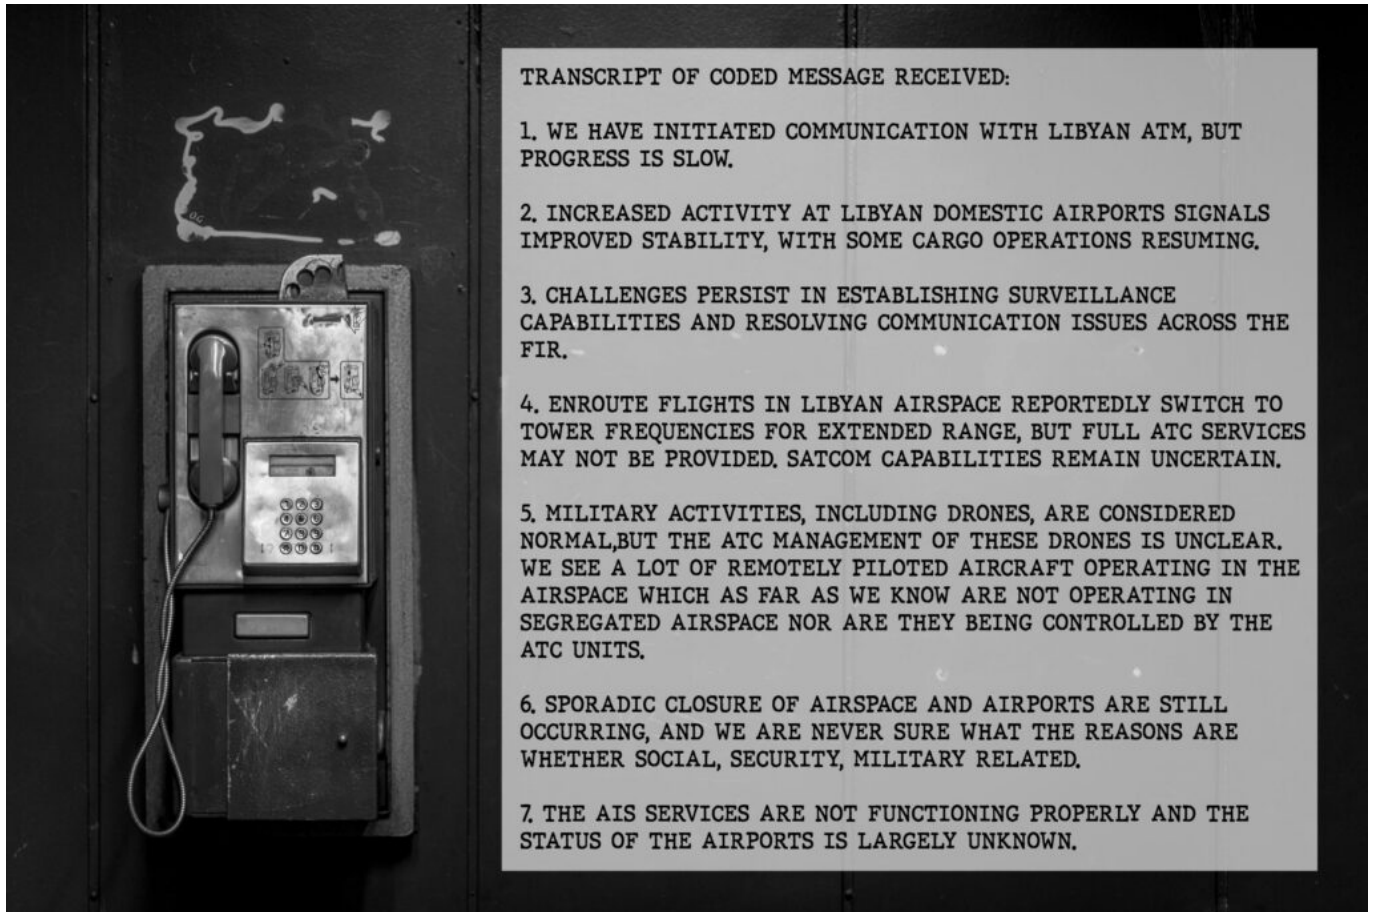 TRANSCRIPT OF CODED MESSAGE RECEIVED:
1. WE HAVE INITIATED COMMUNICATION WITH LIBYAN ATM, BUT
PROGRESS IS SLOW.
2. INCREASED ACTIVITY AT LIBYAN DOMESTIC AIRPORTS SIGNALS
IMPROVED STABILITY, WITH SOME CARGO OPERATIONS RESUMING.
3. CHALLENGES PERSIST IN ESTABLISHING SURVEILLANCE
CAPABILITIES AND RESOLVING COMMUNICATION ISSUES ACROSS THE
FIR.
4. ENROUTE FLIGHTS IN LIBYAN AIRSPACE REPORTEDLY SWITCH TO
TOWER FREQUENCIES FOR EXTENDED RANGE, BUT FULL ATC SERVICES
MAY NOT BE PROVIDED. SATCOM CAPABILITIES REMAIN UNCERTAIN.
5. MILITARY ACTIVITIES, INCLUDING DRONES, ARE CONSIDERED
NORMAL,BUT THE ATC MANAGEMENT OF THESE DRONES IS UNCLEAR.
WE SEE A LOT OF REMOTELY PILOTED AIRCRAFT OPERATING IN THE
AIRSPACE WHICH AS FAR AS WE KNOW ARE NOT OPERATING IN
SEGREGATED AIRSPACE NOR ARE THEY BEING CONTROLLED BY THE
ATC UNITS.
6. SPORADIC CLOSURE OF AIRSPACE AND AIRPORTS ARE STILL
OCCURRING, AND WE ARE NEVER SURE WHAT THE REASONS ARE
WHETHER SOCIAL, SECURITY, MILITARY RELATED.
7. THE AIS SERVICES ARE NOT FUNCTIONING PROPERLY AND THE
STATUS OF THE AIRPORTS IS LARGELY UNKNOWN.